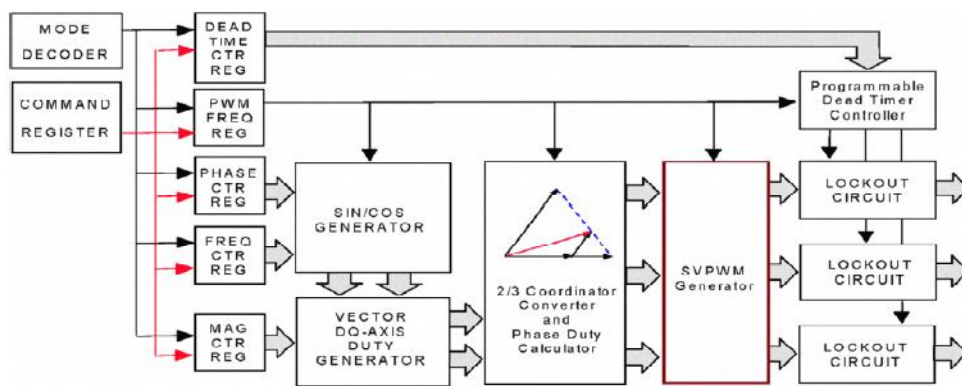 MODE
DECODER
COMMAND
REGISTER
DEAD
TIME
CTR
REG
PWM
FREQ
REG
PHASE
CTR
REG
FREQ
CTR
REG
MAG
CTR
REG
SIN/COS
GENERATOR
VECTOR
DQ-AXIS
DUTY
GENERATOR
2/3 Coordinator
Converter
and
Phase Duty
Calculator
SVPWM
Generator
Programmable
Dead Timer
Controller
LOCKOUT
CIRCUIT
LOCKOUT
CIRCUIT
LOCKOUT
CIRCUIT